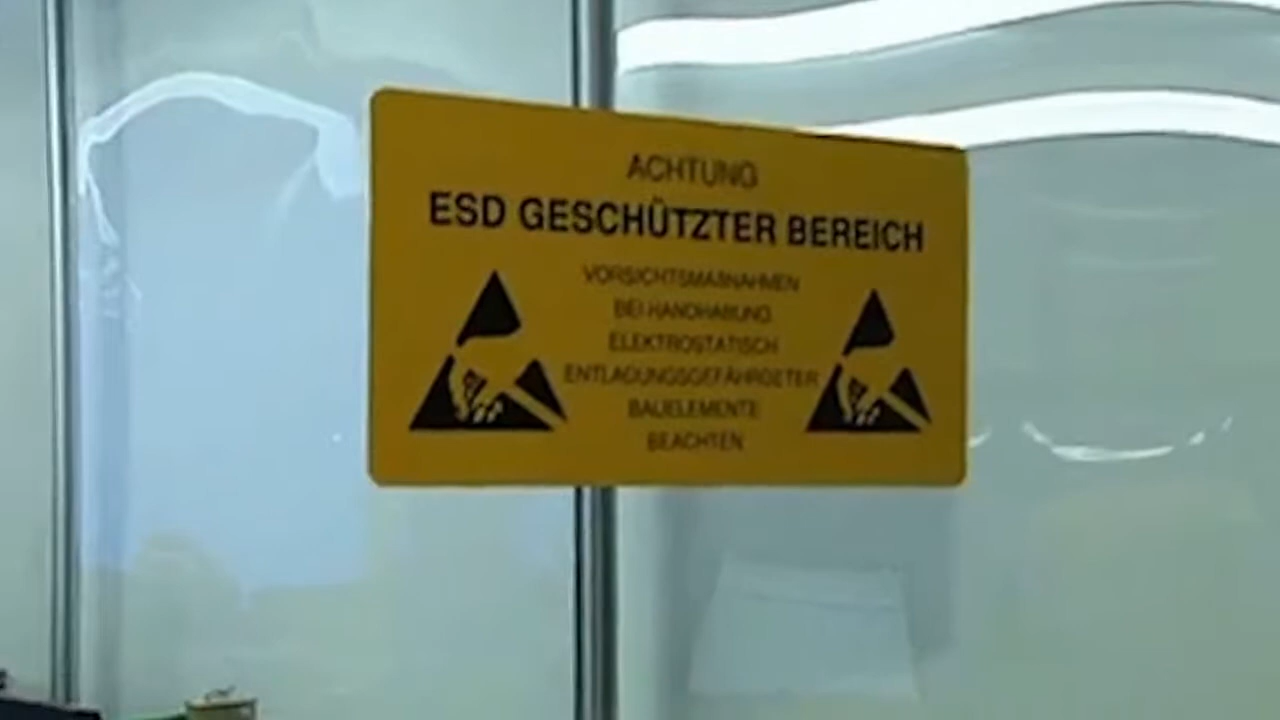 ACHTUNG
ESD GESCHÜTZTER BEREICH
VORSICHTSMAßNAHMEN
BEI HANDHABUNG
ELEKTROSTATISCH
ENTLADUNGSGEFÄHRDETER
BAUELEMENTE
BEACHTEN